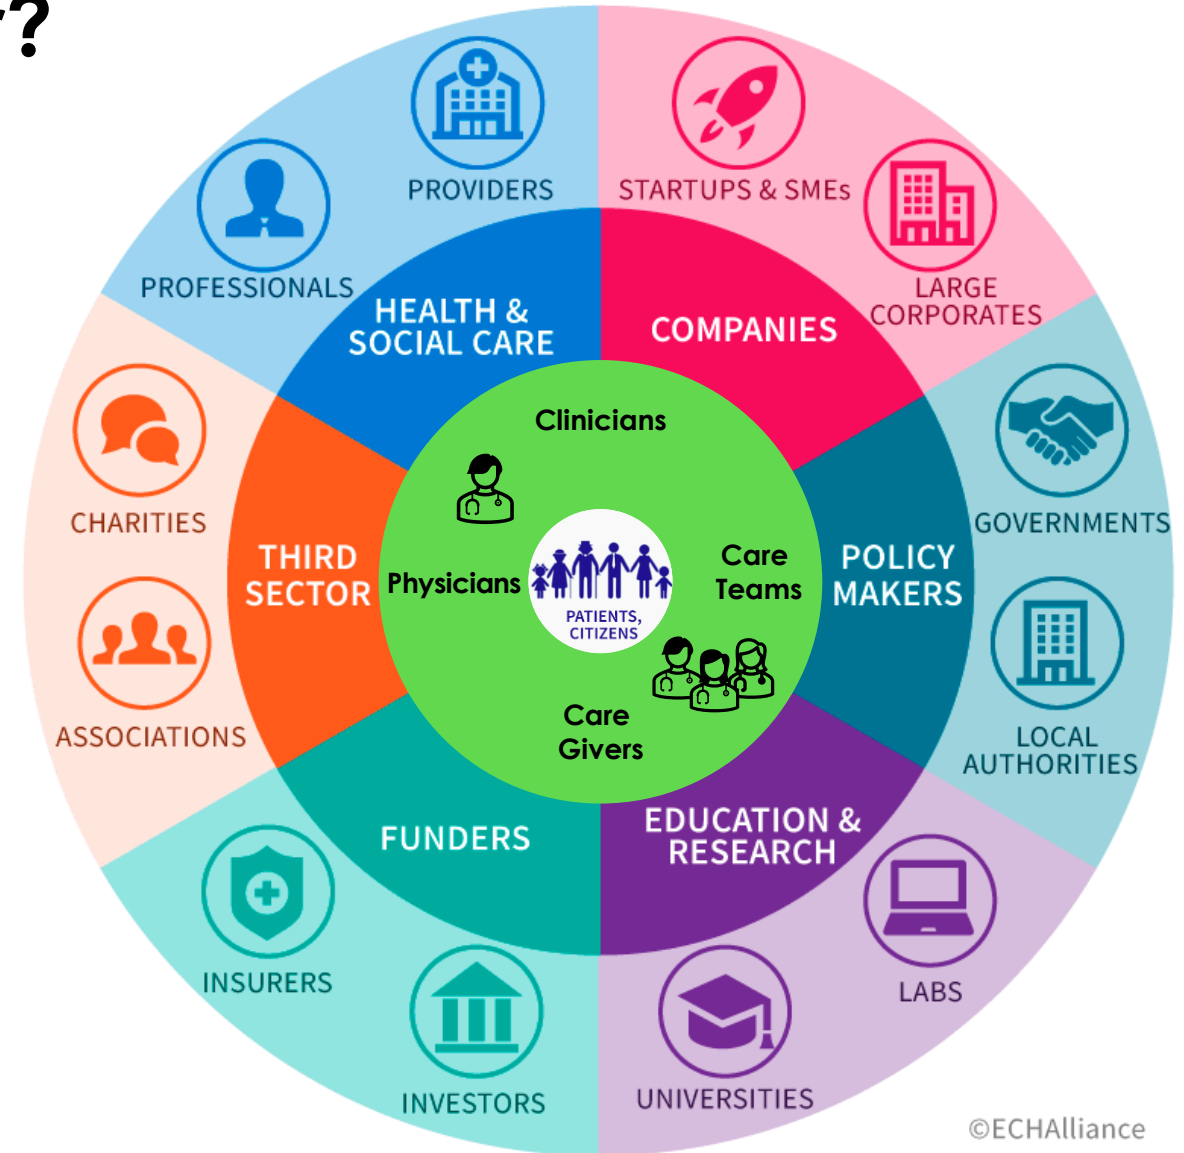 r?
PROVIDERS
STARTUPS & SMEs
PROFESSIONALS
LARGE
CORPORATES
HEALTH &
SOCIAL CARE
COMPANIES
Clinicians
CHARITIES
GOVERNMENTS
THIRD
SECTOR
Physicians
PATIENTS,
CITIZENS
Care
Teams
POLICY
MAKERS
ASSOCIATIONS
LOCAL
AUTHORITIES
Care
Givers
FUNDERS
EDUCATION &
RESEARCH
INSURERS
LABS
INVESTORS
UNIVERSITIES
©ECHAlliance